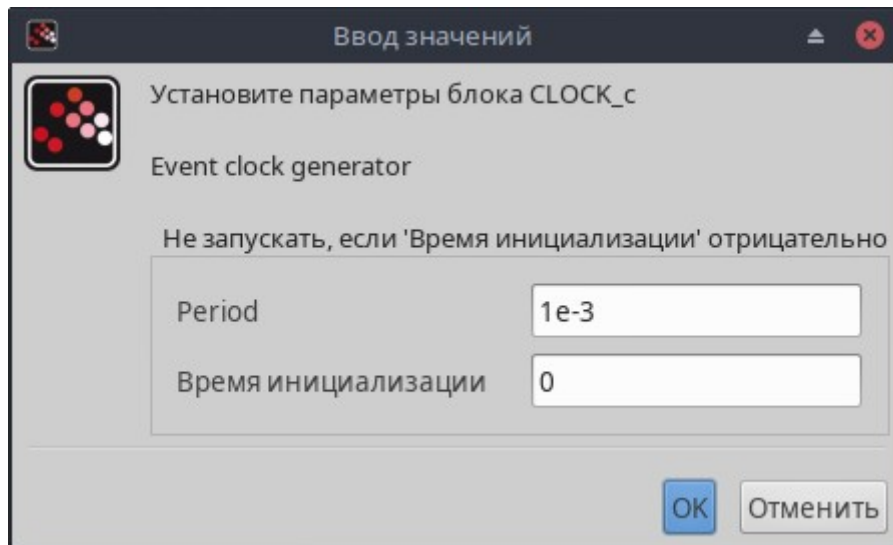 Ввод значений
Установите параметры блока CLOCK_c
Event clock generator
Не запускать, если 'Время инициализации' отрицательно
Period 1e-3
Время инициализации 0
OK Отменить